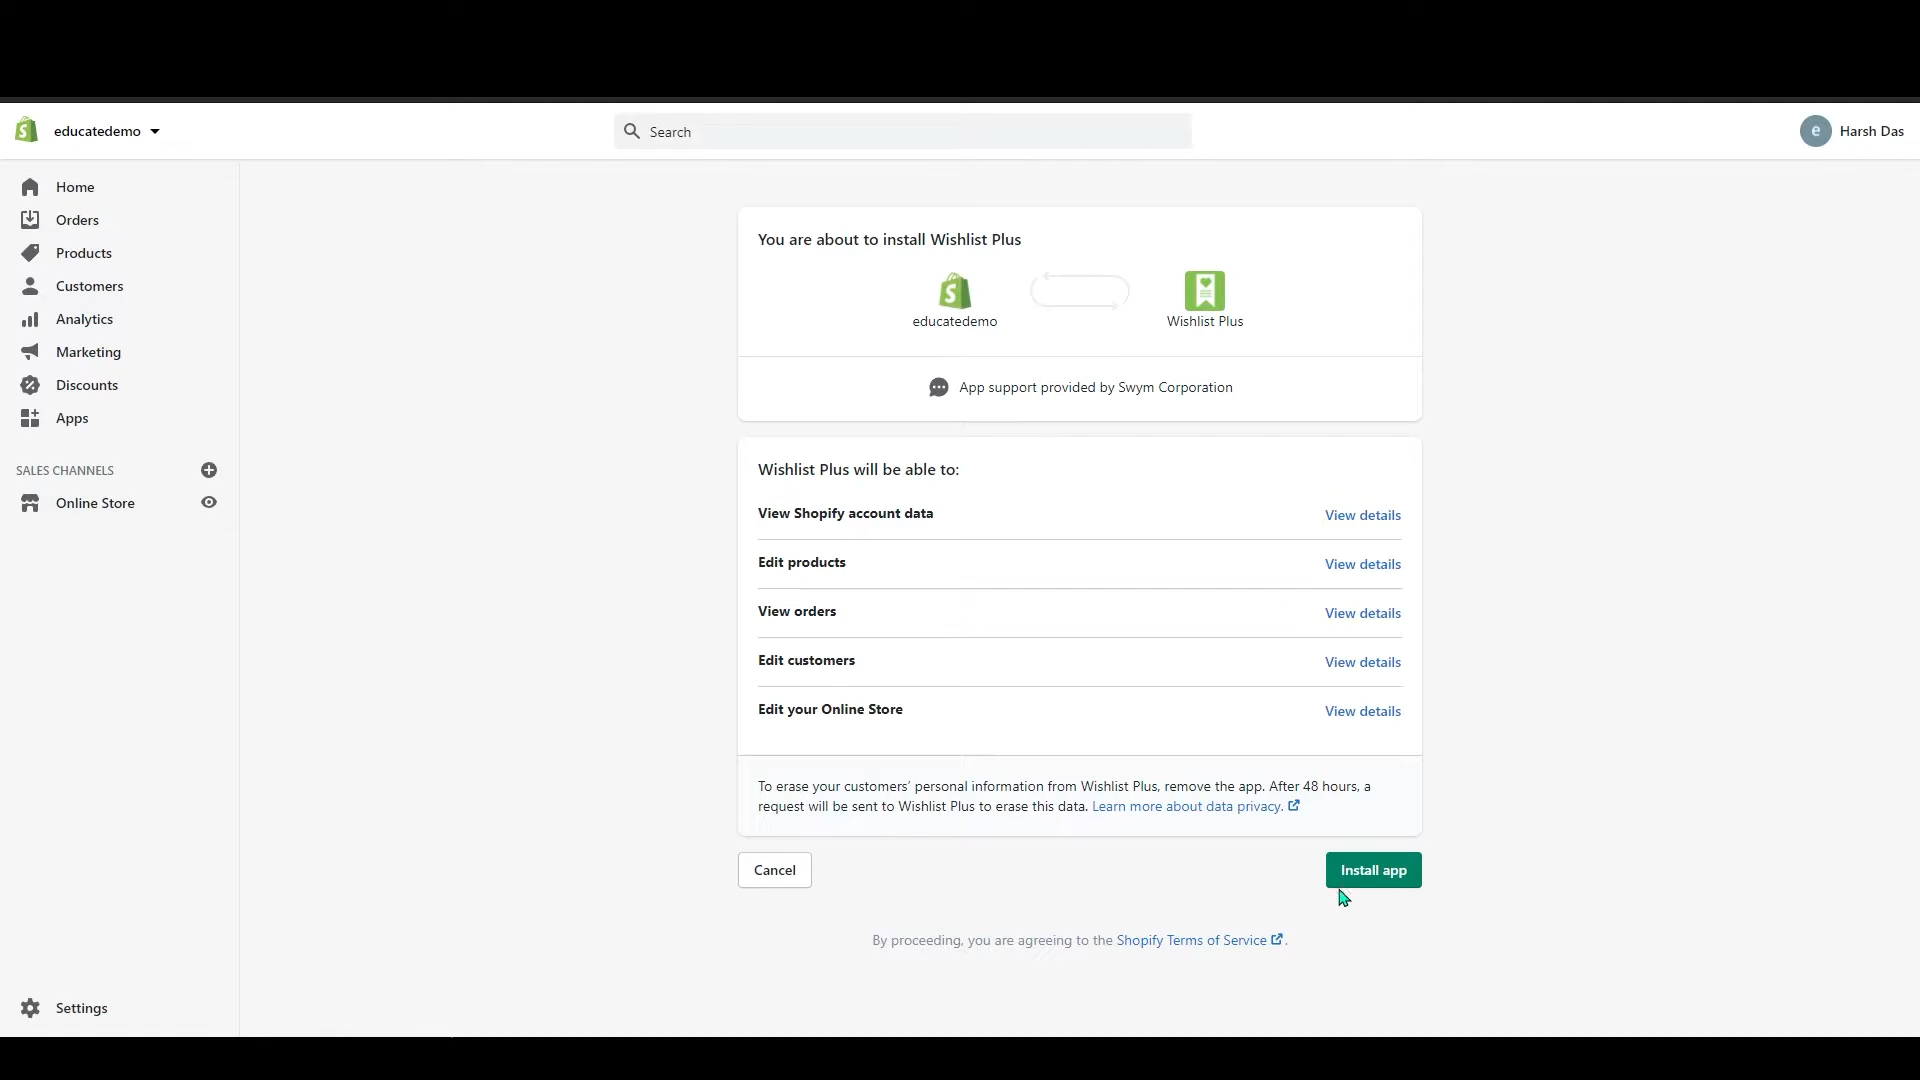 educatedemo
Search
e
Harsh Das
Home
Orders
Products
Customers
Analytics
Marketing
Discounts
Apps
SALES CHANNELS
Online Store
Settings
You are about to install Wishlist Plus
educatedemo
Wishlist Plus
App support provided by Swym Corporation
Wishlist Plus will be able to:
View Shopify account data
View details
Edit products
View details
View orders
View details
Edit customers
View details
Edit your Online Store
View details
To erase your customers’ personal information from Wishlist Plus, remove the app. After 48 hours, a
request will be sent to Wishlist Plus to erase this data. Learn more about data privacy.
Cancel
Install app
By proceeding, you are agreeing to the Shopify Terms of Service.